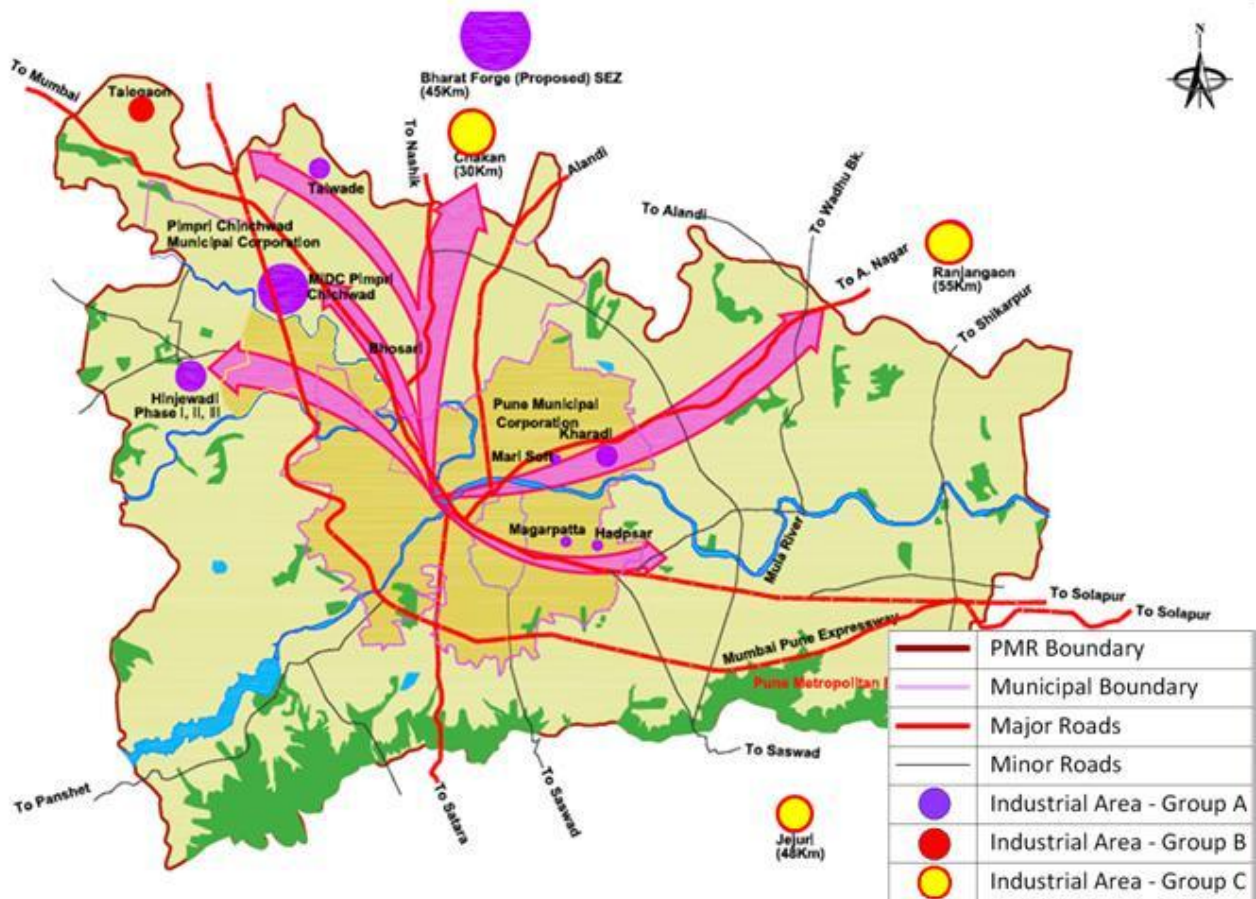 N
Bharat Forge (Proposed) SEZ
(45Km)
To Mumbai
Talegaon
To Nashik
Chakan
(30Km)
Alandi
Talwade
To Wadhu Bk.
To Alandi
Pimpri Chinchwad
Municipal Corporation
To A. Nagar
Ranjangaon
(55Km)
MIDC Pimpri
Chichwad
To Shikarpur
Bhosari
Hinjewadi
Phase I, II, III
Pune Municipal
Corporation
Kharadi
Mari Soft
Magarpatta
Hadpsar
Mula River
To Solapur
To Solapur
Mumbai Pune Expressway
Pune Metropolitan
To Saswad
To Panshet
To Satara
To Saswad
Jejuri
(48Km)
PMR Boundary
Municipal Boundary
Major Roads
Minor Roads
Industrial Area - Group A
Industrial Area - Group B
Industrial Area - Group C